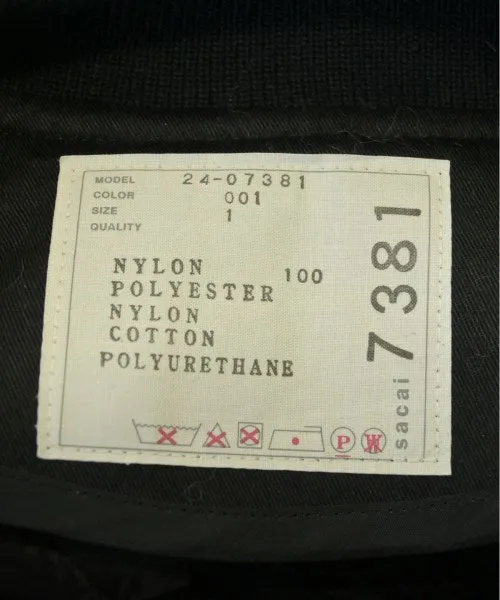 MODEL 24-07381
COLOR 001
SIZE 1
QUALITY
NYLON 100
POLYESTER
NYLON
COTTON
POLYURETHANE
P W
sacai 7381